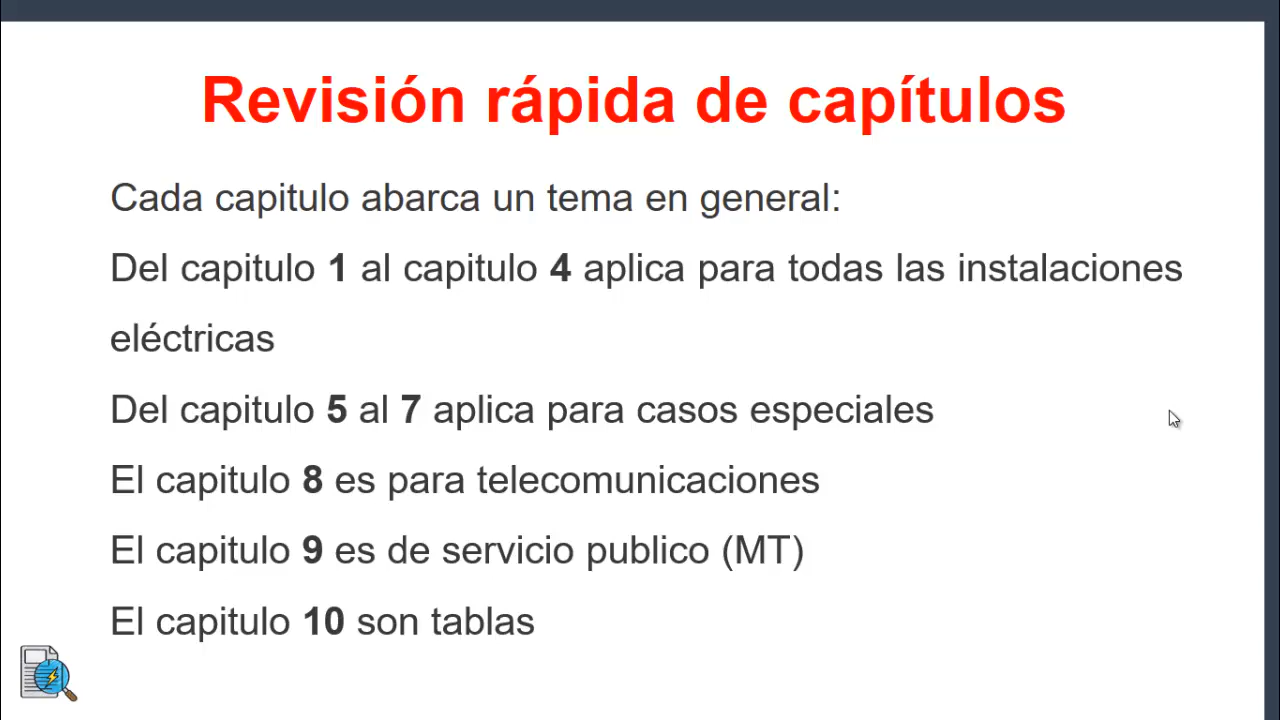 Revisión rápida de capítulos
Cada capitulo abarca un tema en general:
Del capitulo 1 al capitulo 4 aplica para todas las instalaciones
eléctricas
Del capitulo 5 al 7 aplica para casos especiales
El capitulo 8 es para telecomunicaciones
El capitulo 9 es de servicio publico (MT)
El capitulo 10 son tablas